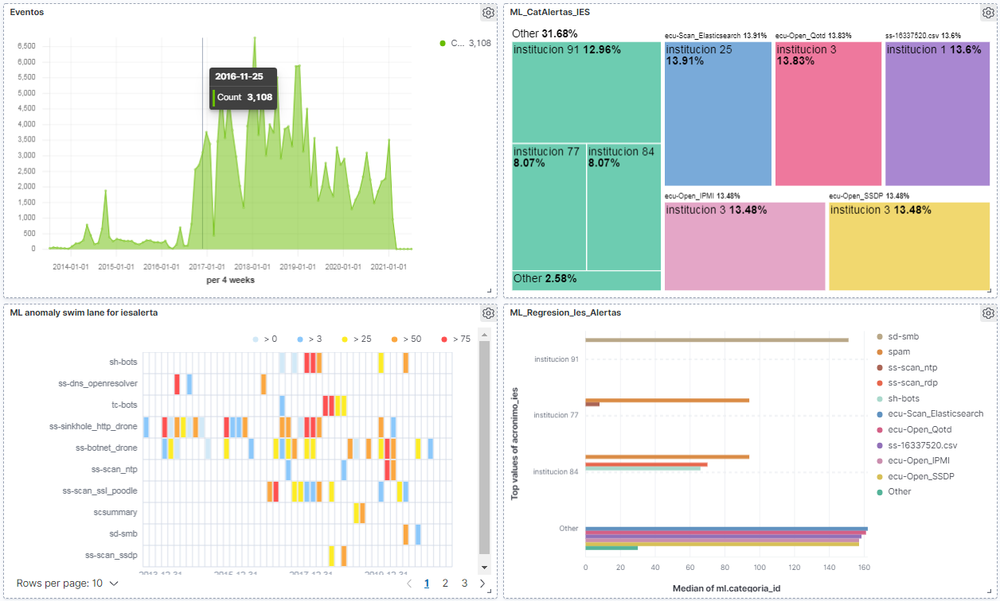 Eventos
6,500
6,000
5,500
5,000
4,500
4,000
3,500
3,000
2,500
2,000
1,500
1,000
500
0
2016-11-25
Count 3,108
C... 3,108
2014-01-01 2015-01-01 2016-01-01 2017-01-01 2018-01-01 2019-01-01 2020-01-01 2021-01-01
per 4 weeks
ML_CatAlertas_IES
Other 31.68%
institucion 91 12.96%
institucion 77
8.07%
institucion 84
8.07%
Other 2.58%
ecu-Scan_Elasticsearch 13.91%
institucion 25
13.91%
ecu-Open_Qotd 13.83%
institucion 3
13.83%
ss-16337520.csv 13.6%
institucion 1 13.6%
ecu-Open_IPMI 13.48%
institucion 3 13.48%
ecu-Open_SSDP 13.48%
institucion 3 13.48%
ML anomaly swim lane for iesalerta
> 0 > 3 > 25 > 50 > 75
sh-bots
ss-dns_openresolver
tc-bots
ss-sinkhole_http_drone
ss-botnet_drone
ss-scan_ntp
ss-scan_ssl_poodle
scsummary
sd-smb
ss-scan_ssdp
2013-12-31 2015-12-31 2017-12-31 2019-12-31
Rows per page: 10
1 2 3
ML_Regresion_Ies_Alertas
Top values of acronimo_ies
institucion 91
institucion 77
institucion 84
Other
0 20 40 60 80 100 120 140 160
Median of ml.categoria_id
sd-smb
spam
ss-scan_ntp
ss-scan_rdp
sh-bots
ecu-Scan_Elasticsearch
ecu-Open_Qotd
ss-16337520.csv
ecu-Open_IPMI
ecu-Open_SSDP
Other